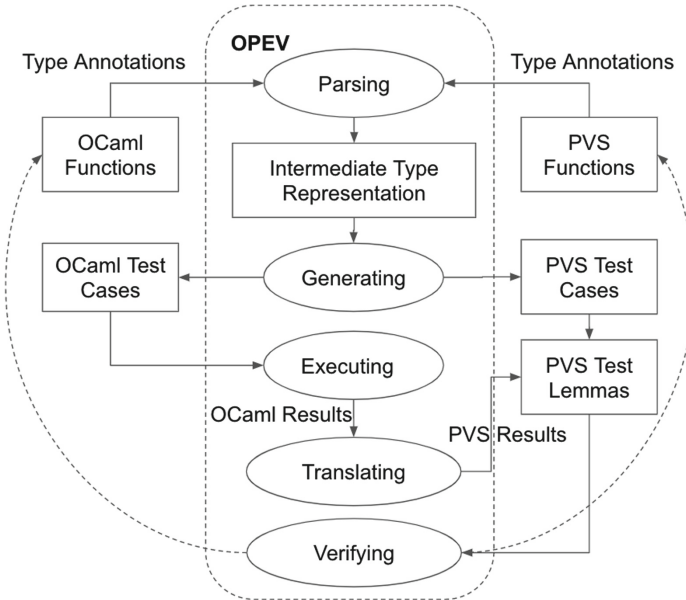 OPEV
Type Annotations
Type Annotations
Parsing
OCaml
Functions
PVS
Functions
Intermediate Type
Representation
OCaml Test
Cases
Generating
PVS Test
Cases
Executing
PVS Test
Lemmas
OCaml Results
PVS Results
Translating
Verifying